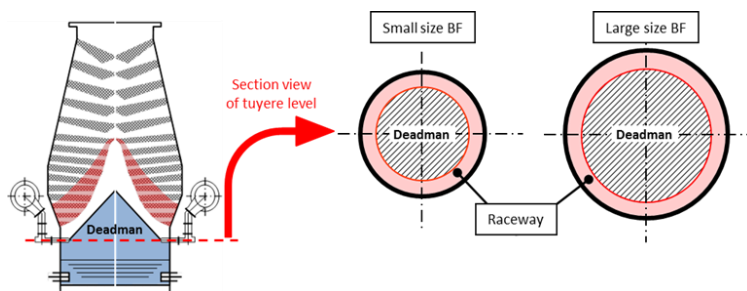 Small size BF
Large size BF
Section view
of tuyere level
Deadman
Deadman
Deadman
Raceway